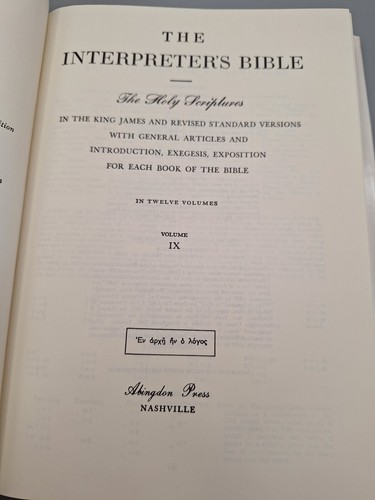 THE
INTERPRETER'S BIBLE
The Holy Scriptures
IN THE KING JAMES AND REVISED STANDARD VERSIONS
WITH GENERAL ARTICLES AND
INTRODUCTION, EXEGESIS, EXPOSITION
FOR EACH BOOK OF THE BIBLE
IN TWELVE VOLUMES
VOLUME
IX
Ἐν ἀρχῇ ἦν ὁ λόγος
Abingdon Press
NASHVILLE